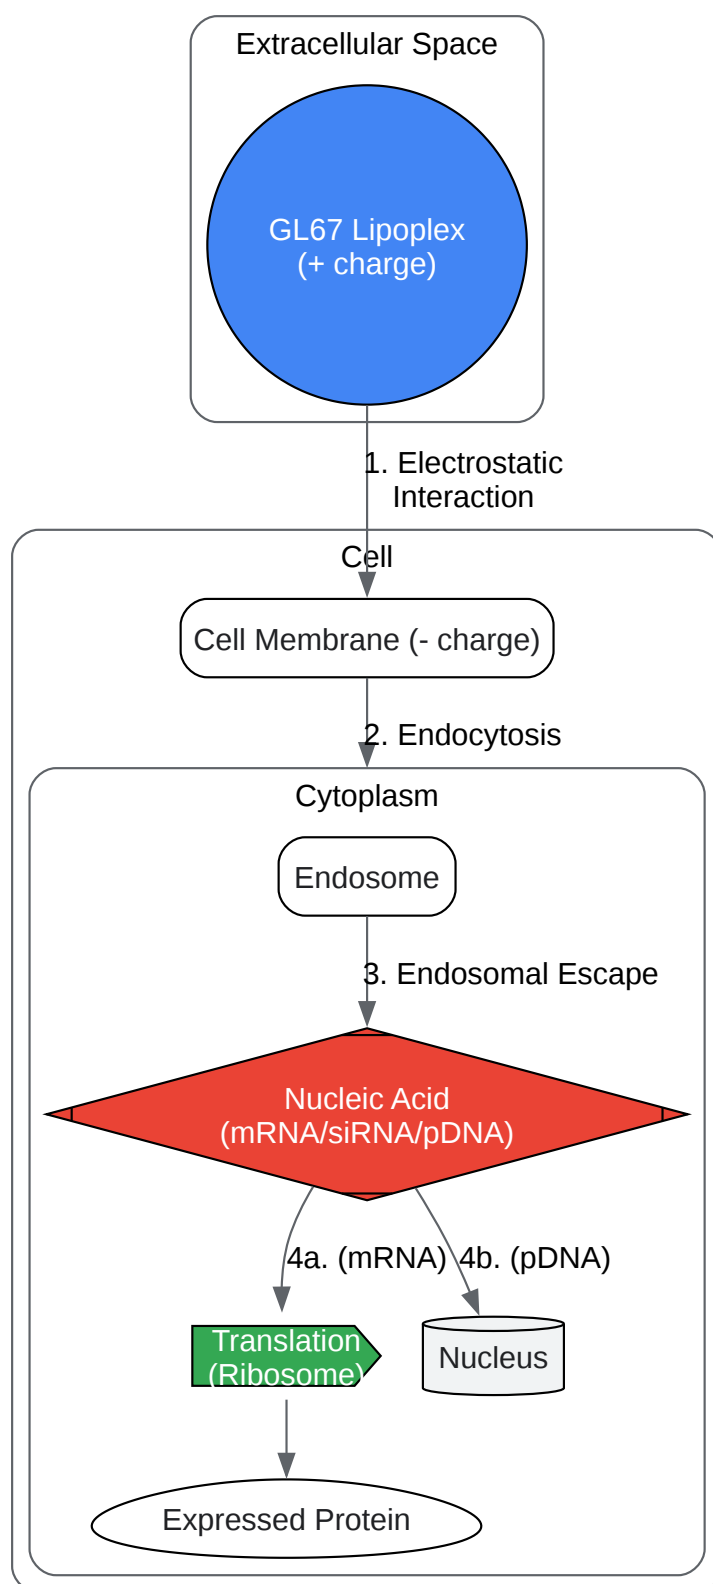 Extracellular Space
GL67 Lipoplex
(+ charge)
1. Electrostatic
Interaction
Cell
Cell Membrane (- charge)
2. Endocytosis
Cytoplasm
Endosome
3. Endosomal Escape
Nucleic Acid
(mRNA/siRNA/pDNA)
4a. (mRNA)
4b. (pDNA)
Translation
(Ribosome)
Nucleus
Expressed Protein